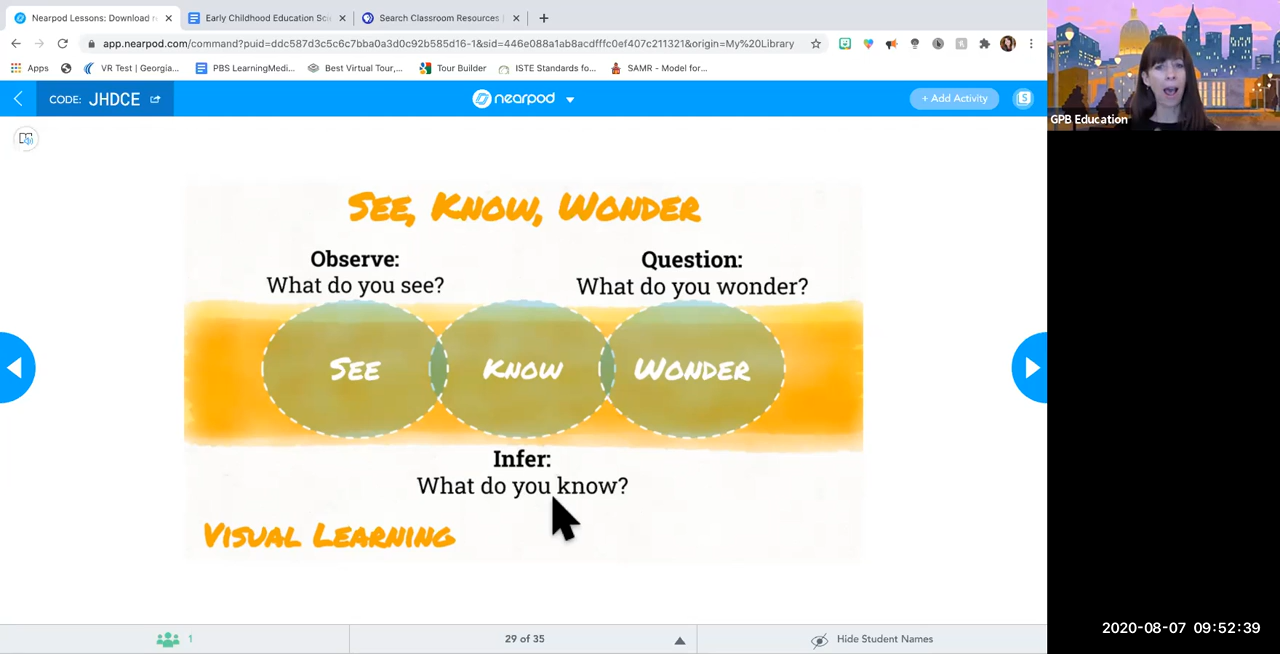 Nearpod: Lessons: Download r
Early Childhood Education Sci
Search Classroom Resources
app.nearpod.com/command?puid=ddc587d3c5c6c7bba0a3d0c92b585d16-1&sid=446e088a1ab8acdfffc0ef407c211321&origin=My%20Library
Apps
VR Test | Georgia...
PBS LearningMedi...
Best Virtual Tour,...
Tour Builder
ISTE Standards fo...
SAMR - Model for...
CODE: JHDCE
nearpod
+ Add Activity
S
GPB Education
SEE, KNOW, WONDER
Observe:
What do you see?
Question:
What do you wonder?
SEE
KNOW
WONDER
Infer:
What do you know?
VISUAL LEARNING
1
29 of 35
Hide Student Names
2020-08-07 09:52:39